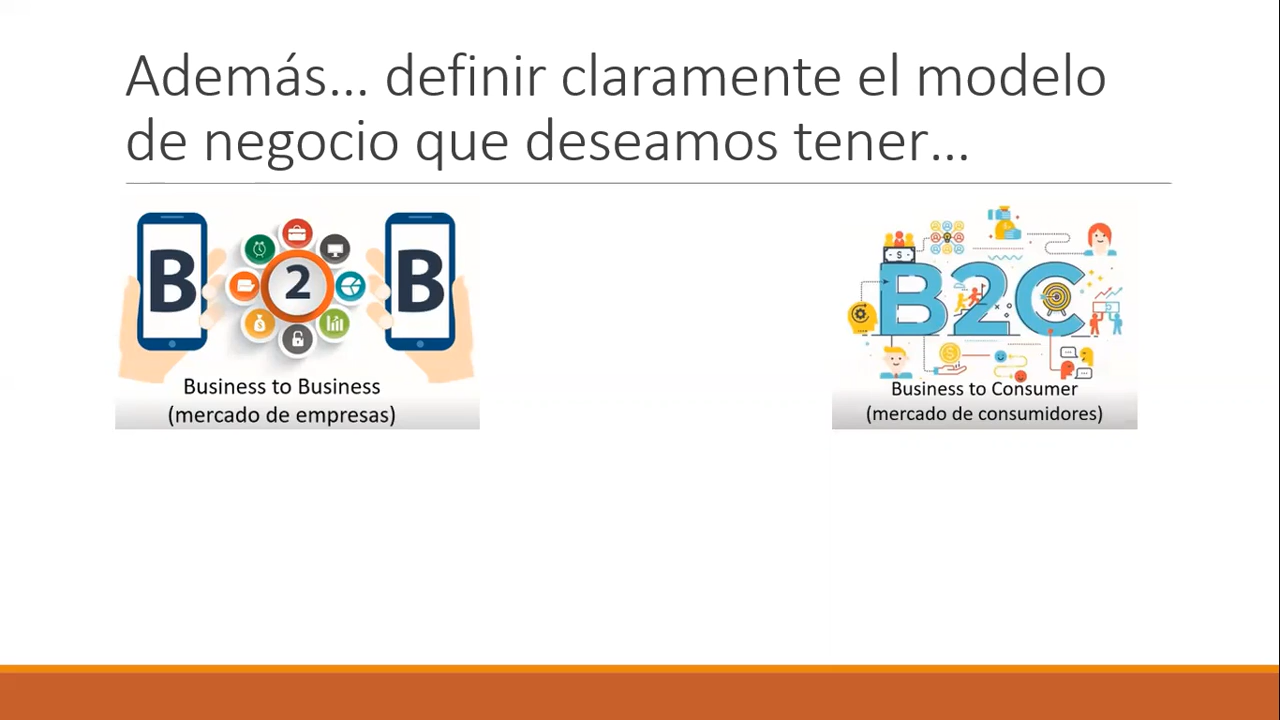 Además... definir claramente el modelo
de negocio que deseamos tener...
B 2 B
Business to Business
(mercado de empresas)
$
B2C
$
Business to Consumer
(mercado de consumidores)